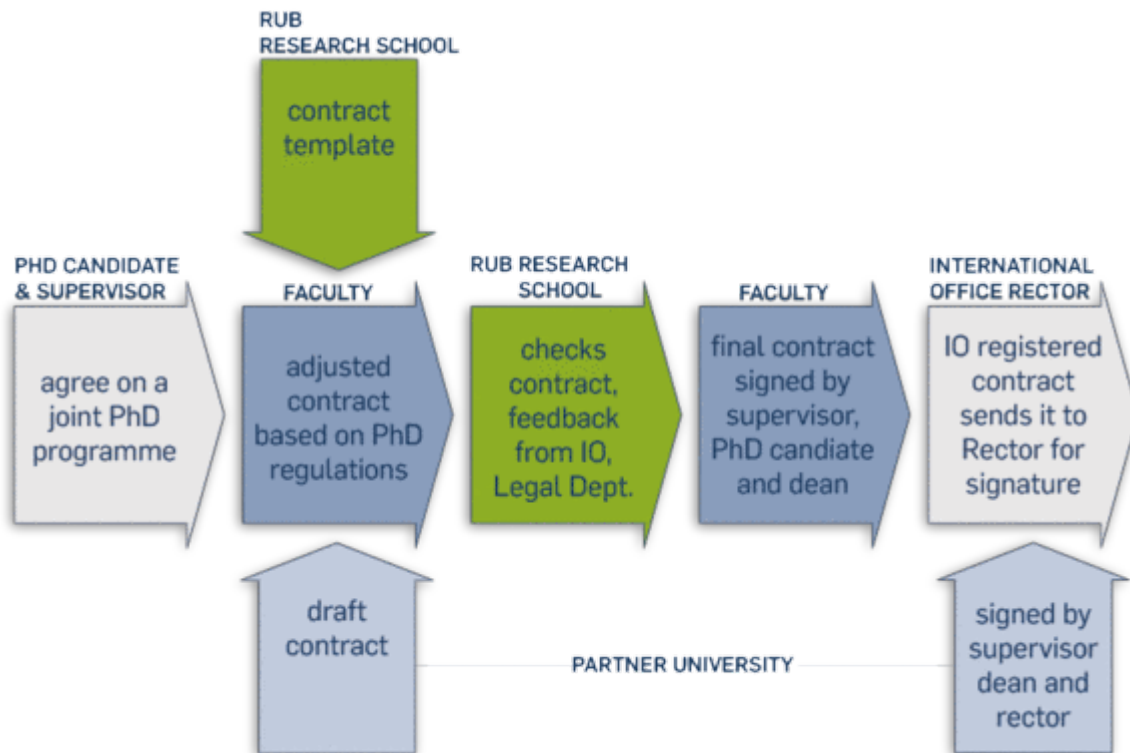 RUB
RESEARCH SCHOOL
contract
template
PHD CANDIDATE
& SUPERVISOR
agree on a
joint PhD
programme
FACULTY
adjusted
contract
based on PhD
regulations
RUB RESEARCH
SCHOOL
checks
contract,
feedback
from IO,
Legal Dept.
FACULTY
final contract
signed by
supervisor,
PhD candiate
and dean
INTERNATIONAL
OFFICE RECTOR
IO registered
contract
sends it to
Rector for
signature
draft
contract
PARTNER UNIVERSITY
signed by
supervisor
dean and
rector